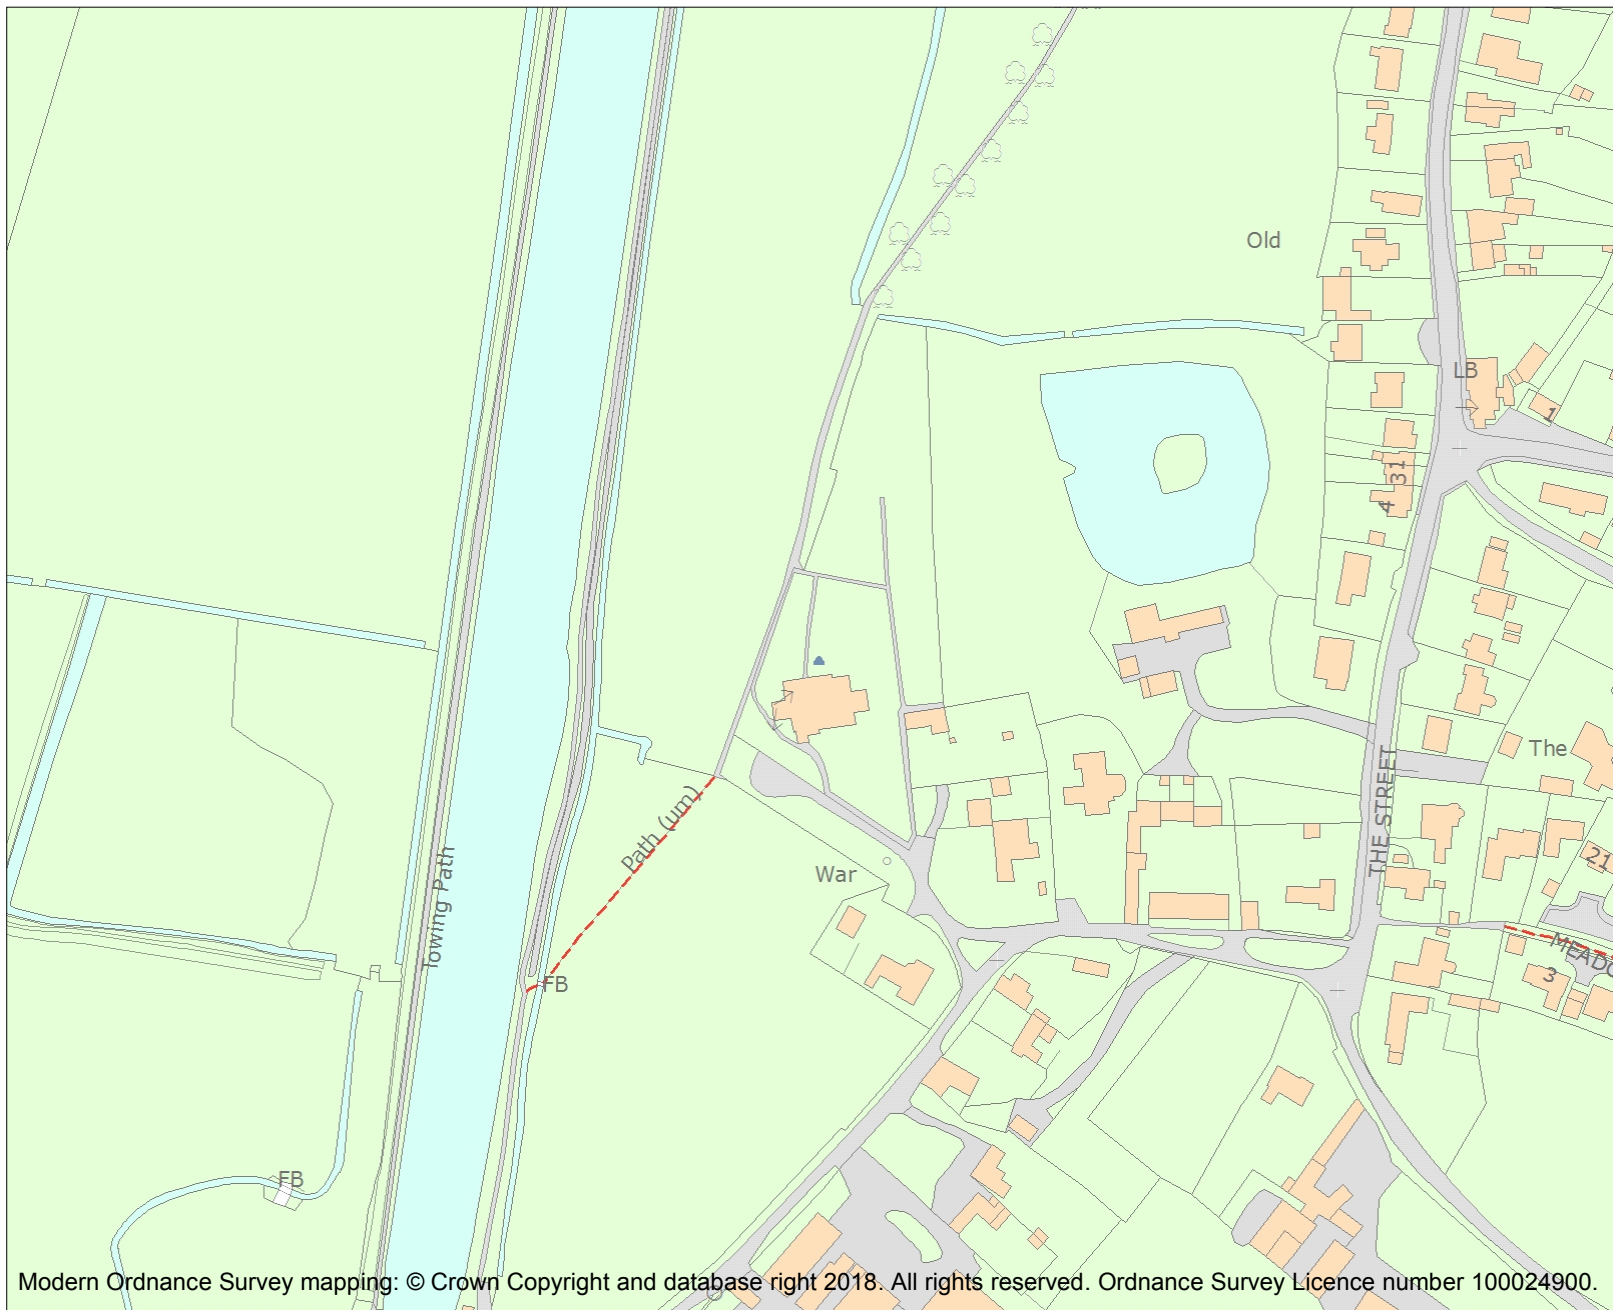 Old
LB
1
31
4
The
THE STREET
Path (um)
21
War
Towing Path
MEADO
3
FB
FB
Modern Ordnance Survey mapping: © Crown Copyright and database right 2018. All rights reserved. Ordnance Survey Licence number 100024900.